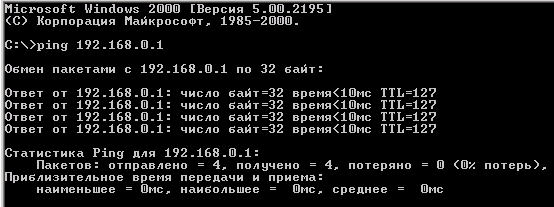 Microsoft Windows 2000 [Версия 5.00.2195]
(С) Корпорация Майкрософт, 1985-2000.
C:\>ping 192.168.0.1
Обмен пакетами с 192.168.0.1 по 32 байт:
Ответ от 192.168.0.1: число байт=32 время<10мс TTL=127
Ответ от 192.168.0.1: число байт=32 время<10мс TTL=127
Ответ от 192.168.0.1: число байт=32 время<10мс TTL=127
Ответ от 192.168.0.1: число байт=32 время<10мс TTL=127
Статистика Ping для 192.168.0.1:
Пакетов: отправлено = 4, получено = 4, потеряно = 0 (0% потерь),
Приблизительное время передачи и приема:
наименьшее = 0мс, наибольшее =  0мс, среднее =  0мс